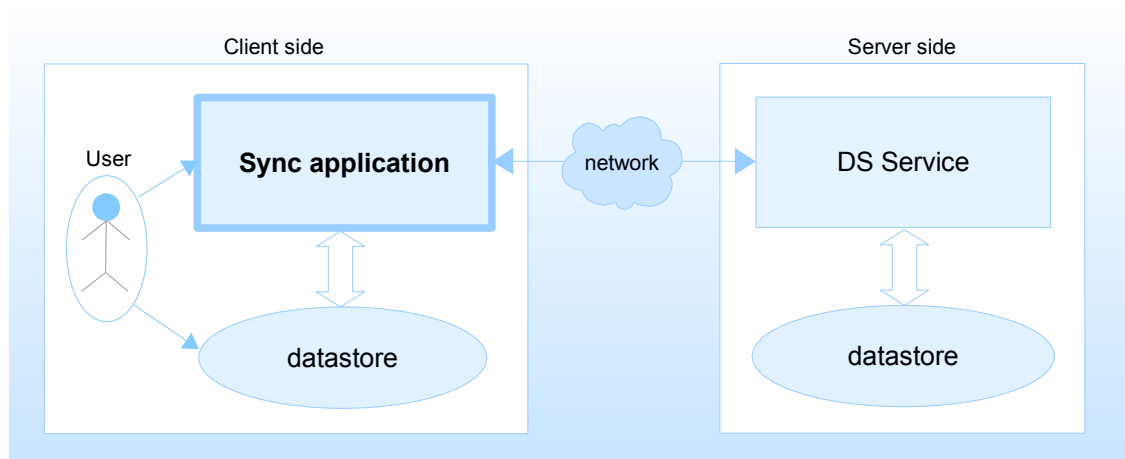 Client side
Server side
User
Sync application
network
DS Service
datastore
datastore